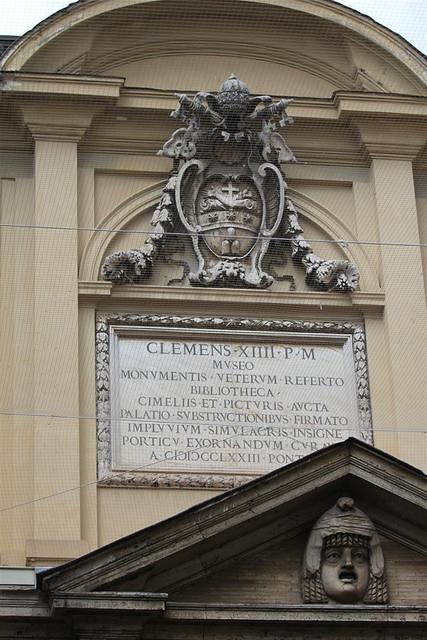 CLEMENS·XIIII·P·M
MVSEO
MONVMENTIS·VETERVM·REFERTO
BIBLIOTHECA·
CIMELIIS·ET·PICTVRIS·AVCTA
PALATIO·SVBSTRVCTIONIBVS·FIRMATO
IMPLVVIVM·SIMVLACRIS·INSIGNE
PORTICV·EXORNANDVM·CVRA
A·CIƆIƆCCLXXIII·PONT